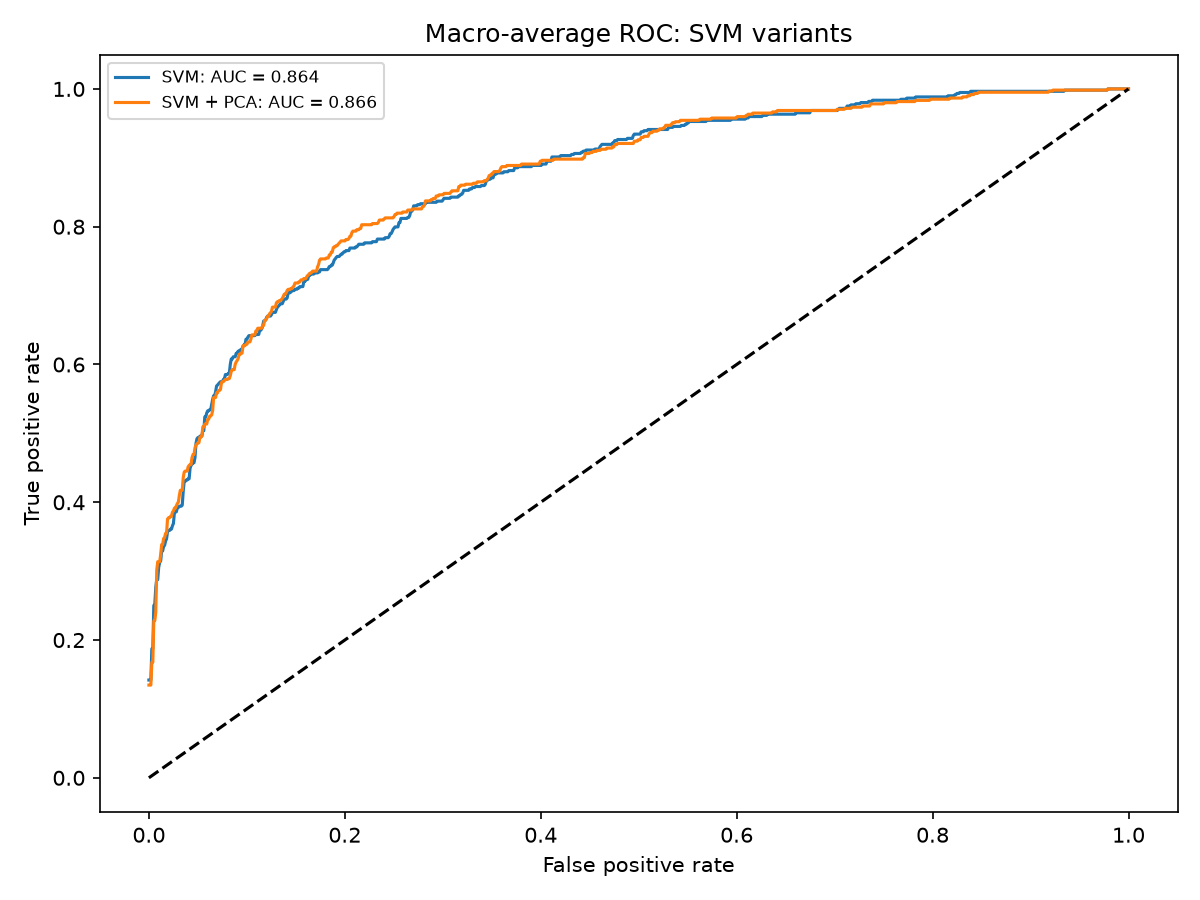 Macro-average ROC: SVM variants
SVM: AUC = 0.864
SVM + PCA: AUC = 0.866
1.0
0.8
0.6
0.4
0.2
0.0
True positive rate
0.0 0.2 0.4 0.6 0.8 1.0
False positive rate